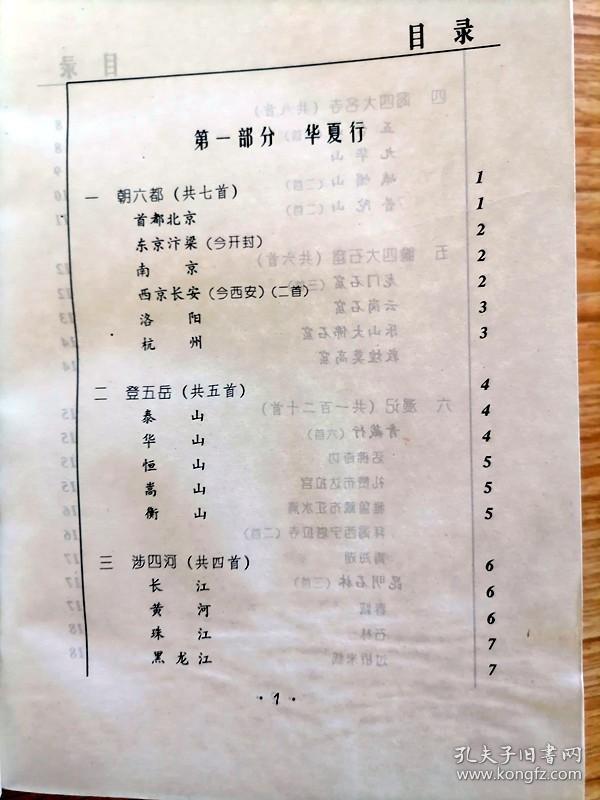 目录
第一部分 华夏行
一 朝六都(共七首) 1
首都北京 1
东京汴梁(今开封) 2
南京 2
西京长安(今西安)(二首) 2
洛阳 3
杭州 3
二 登五岳(共五首) 4
泰山 4
华山 4
恒山 5
嵩山 5
衡山 5
三 涉四河(共四首) 6
长江 6
黄河 6
珠江 7
黑龙江 7
·1·
孔夫子旧书网
www.kongfz.com